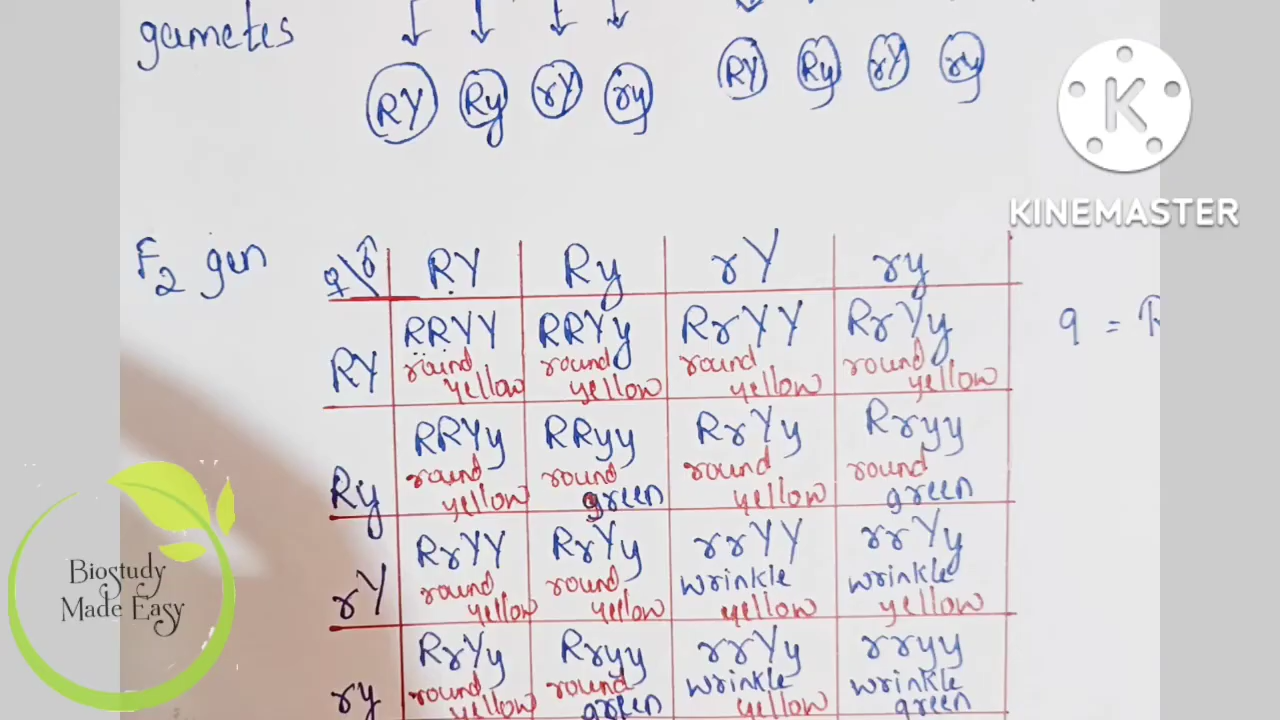 gametes
RY Ry rY ry RY Ry rY ry
KINEMASTER
F2 gen
♀ ♂ RY Ry rY ry
RY RRYY RRYy RrYY RrYy
round yellow round yellow round yellow round yellow
9 =
Ry RRYy RRyy RrYy Rryy
round yellow round green round yellow round green
rY RrYY RrYy rrYY rrYy
round yellow round yellow wrinkle yellow wrinkle yellow
ry RrYy Rryy rrYy rryy
round yellow round green wrinkle yellow wrinkle green
Biostudy
Made Easy